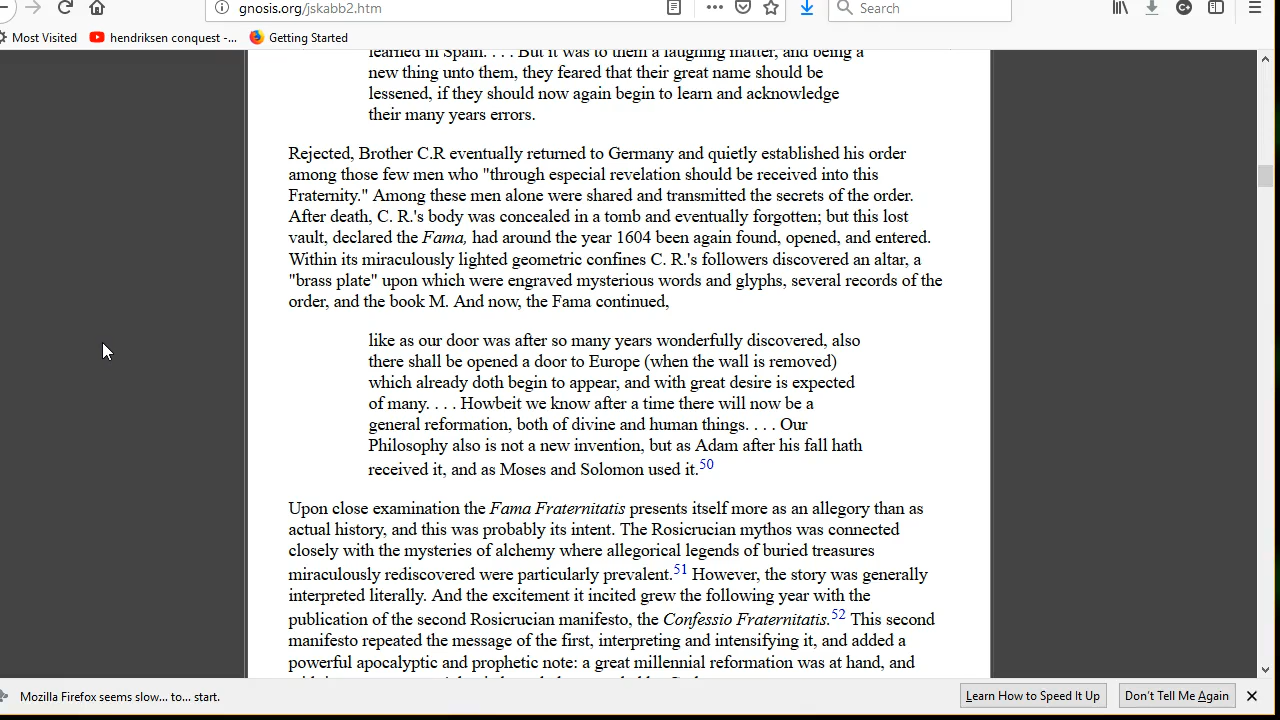 gnosis.org/jskabb2.htm
Search
Most Visited
hendriksen conquest -...
Getting Started
learned in Spain. . . . But it was to them a laughing matter, and being a
new thing unto them, they feared that their great name should be
lessened, if they should now again begin to learn and acknowledge
their many years errors.
Rejected, Brother C.R eventually returned to Germany and quietly established his order
among those few men who "through especial revelation should be received into this
Fraternity." Among these men alone were shared and transmitted the secrets of the order.
After death, C. R.'s body was concealed in a tomb and eventually forgotten; but this lost
vault, declared the Fama, had around the year 1604 been again found, opened, and entered.
Within its miraculously lighted geometric confines C. R.'s followers discovered an altar, a
"brass plate" upon which were engraved mysterious words and glyphs, several records of the
order, and the book M. And now, the Fama continued,
like as our door was after so many years wonderfully discovered, also
there shall be opened a door to Europe (when the wall is removed)
which already doth begin to appear, and with great desire is expected
of many. . . . Howbeit we know after a time there will now be a
general reformation, both of divine and human things. . . . Our
Philosophy also is not a new invention, but as Adam after his fall hath
received it, and as Moses and Solomon used it.50
Upon close examination the Fama Fraternitatis presents itself more as an allegory than as
actual history, and this was probably its intent. The Rosicrucian mythos was connected
closely with the mysteries of alchemy where allegorical legends of buried treasures
miraculously rediscovered were particularly prevalent.51 However, the story was generally
interpreted literally. And the excitement it incited grew the following year with the
publication of the second Rosicrucian manifesto, the Confessio Fraternitatis.52 This second
manifesto repeated the message of the first, interpreting and intensifying it, and added a
powerful apocalyptic and prophetic note: a great millennial reformation was at hand, and
Mozilla Firefox seems slow... to... start.
Learn How to Speed It Up
Don't Tell Me Again